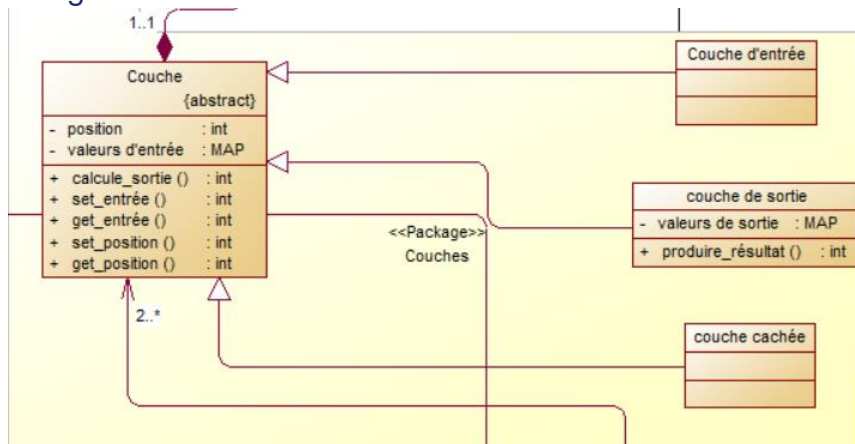 1..1
Couche
{abstract}
- position : int
- valeurs d'entrée : MAP
+ calcule_sortie () : int
+ set_entrée () : int
+ get_entrée () : int
+ set_position () : int
+ get_position () : int
2..*
<<Package>>
Couches
Couche d'entrée
couche de sortie
- valeurs de sortie : MAP
+ produire_résultat () : int
couche cachée